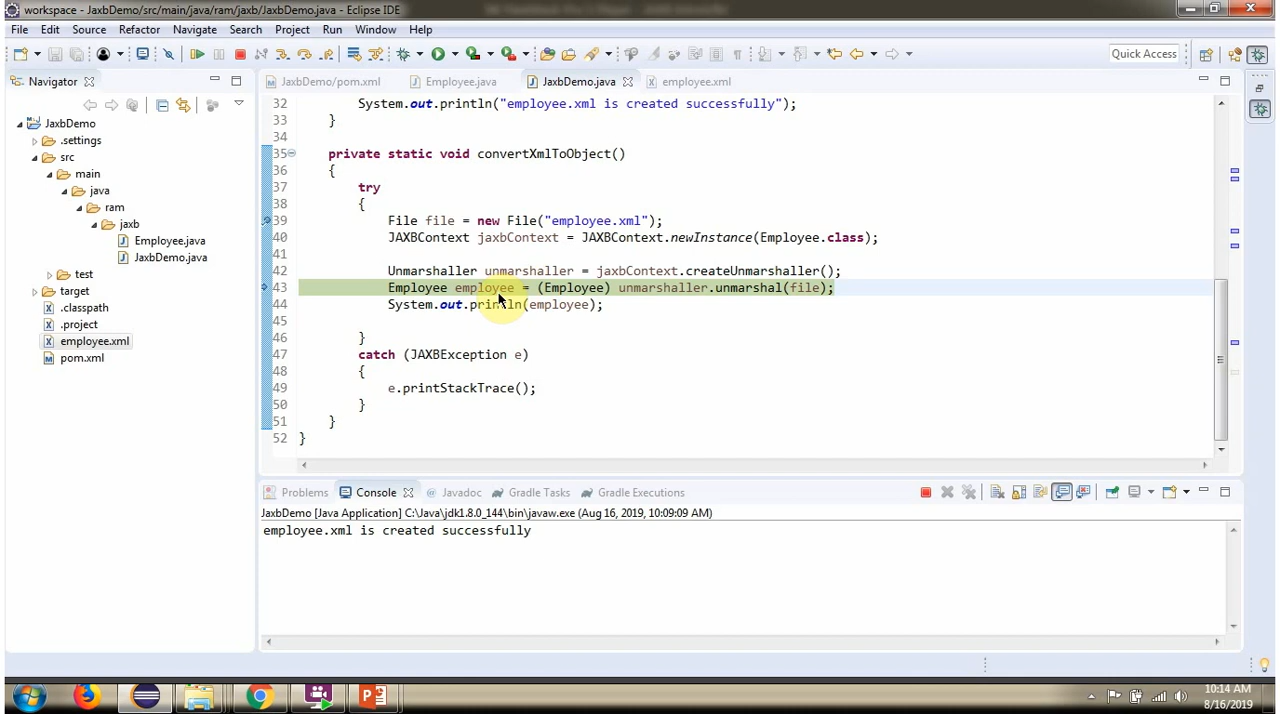 workspace - JaxbDemo/src/main/java/ram/jaxb/JaxbDemo.java - Eclipse IDE
File Edit Source Refactor Navigate Search Project Run Window Help
Quick Access
Navigator
JaxbDemo/pom.xml Employee.java JaxbDemo.java employee.xml
JaxbDemo
.settings
src
main
java
ram
jaxb
Employee.java
JaxbDemo.java
test
target
.classpath
.project
employee.xml
pom.xml
32 System.out.println("employee.xml is created successfully");
33 }
34
35 private static void convertXmlToObject()
36 {
37 try
38 {
39 File file = new File("employee.xml");
40 JAXBContext jaxbContext = JAXBContext.newInstance(Employee.class);
41
42 Unmarshaller unmarshaller = jaxbContext.createUnmarshaller();
43 Employee employee = (Employee) unmarshaller.unmarshal(file);
44 System.out.println(employee);
45
46 }
47 catch (JAXBException e)
48 {
49 e.printStackTrace();
50 }
51 }
52 }
Problems Console Javadoc Gradle Tasks Gradle Executions
JaxbDemo [Java Application] C:\Java\jdk1.8.0_144\bin\javaw.exe (Aug 16, 2019, 10:09:09 AM)
employee.xml is created successfully
10:14 AM
8/16/2019